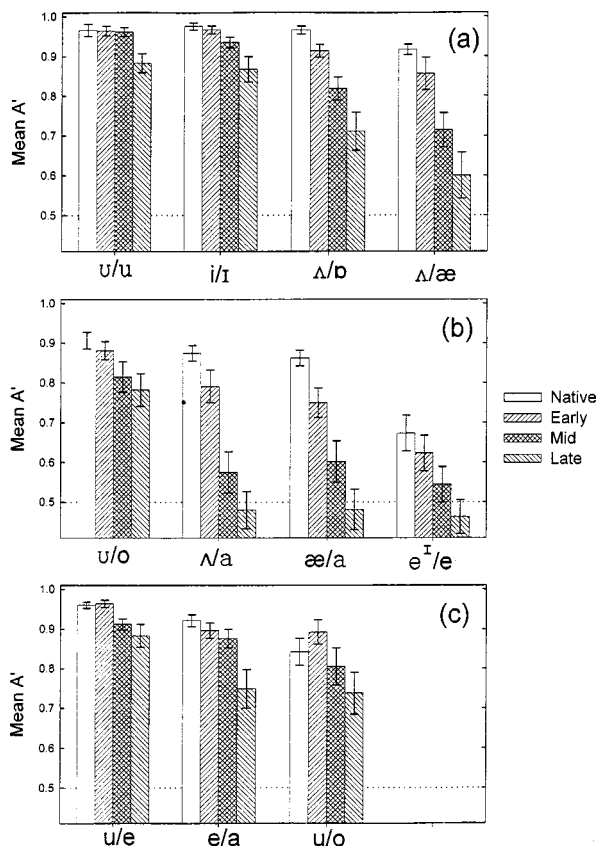 (a)
Mean A'
1.0
0.9
0.8
0.7
0.6
0.5
ʊ/u i/ɪ ʌ/ɒ ʌ/æ
(b)
Mean A'
1.0
0.9
0.8
0.7
0.6
0.5
ʊ/o ʌ/a æ/a eᶦ/e
Native
Early
Mid
Late
(c)
Mean A'
1.0
0.9
0.8
0.7
0.6
0.5
u/e e/a u/o